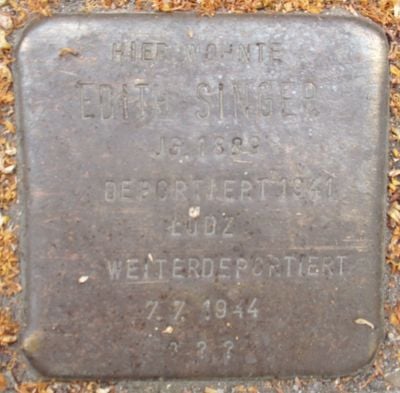 HIER WOHNTE
EDITH SINGER
JG. 1889
DEPORTIERT 1941
LODZ
WEITERDEPORTIERT
7.7.1944
? ? ?